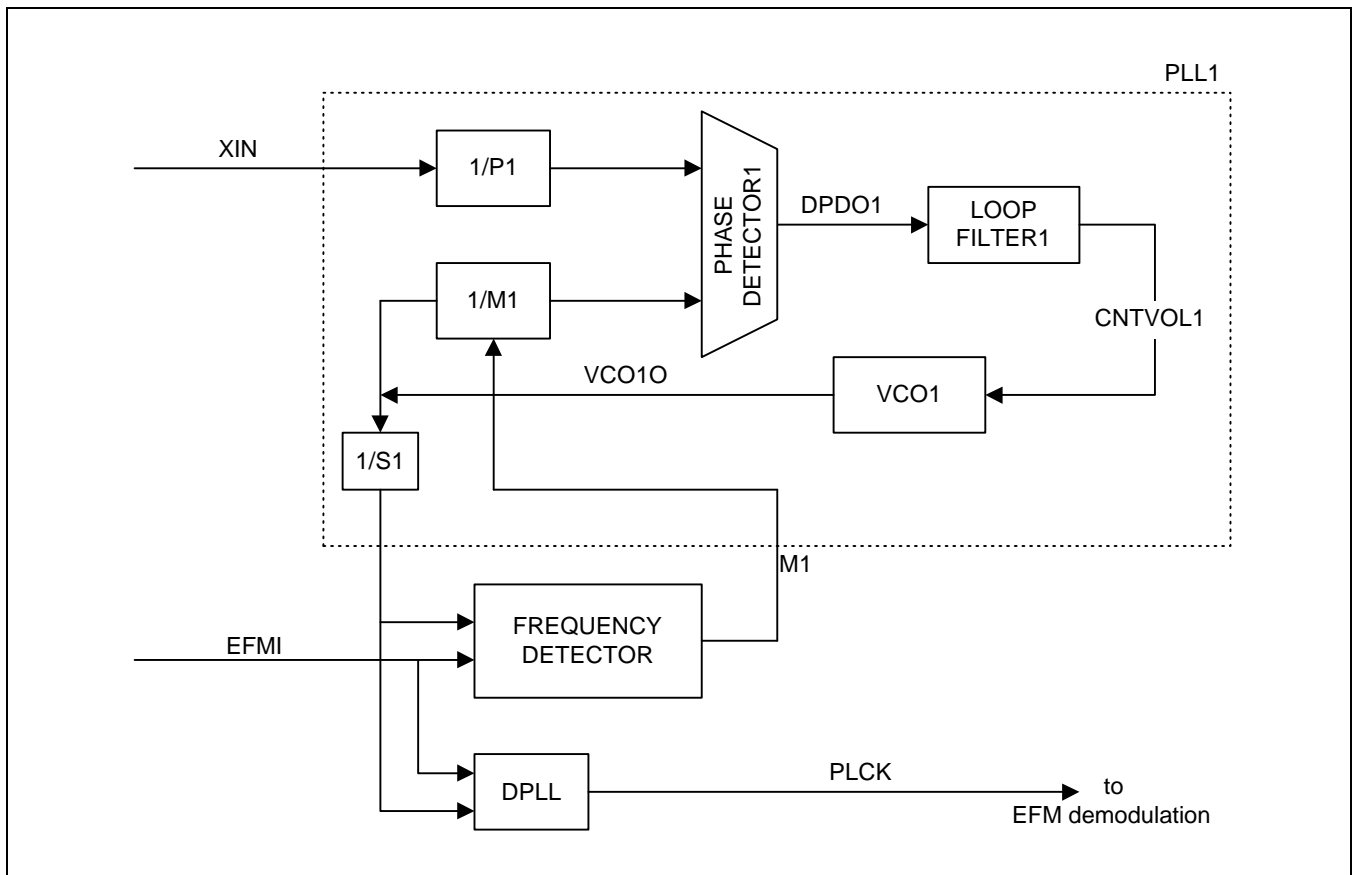 PLL1
XIN
1/P1
PHASE
DETECTOR1
DPDO1
LOOP
FILTER1
1/M1
CNTVOL1
VCO1O
VCO1
1/S1
M1
FREQUENCY
DETECTOR
EFMI
DPLL
PLCK
to
EFM demodulation